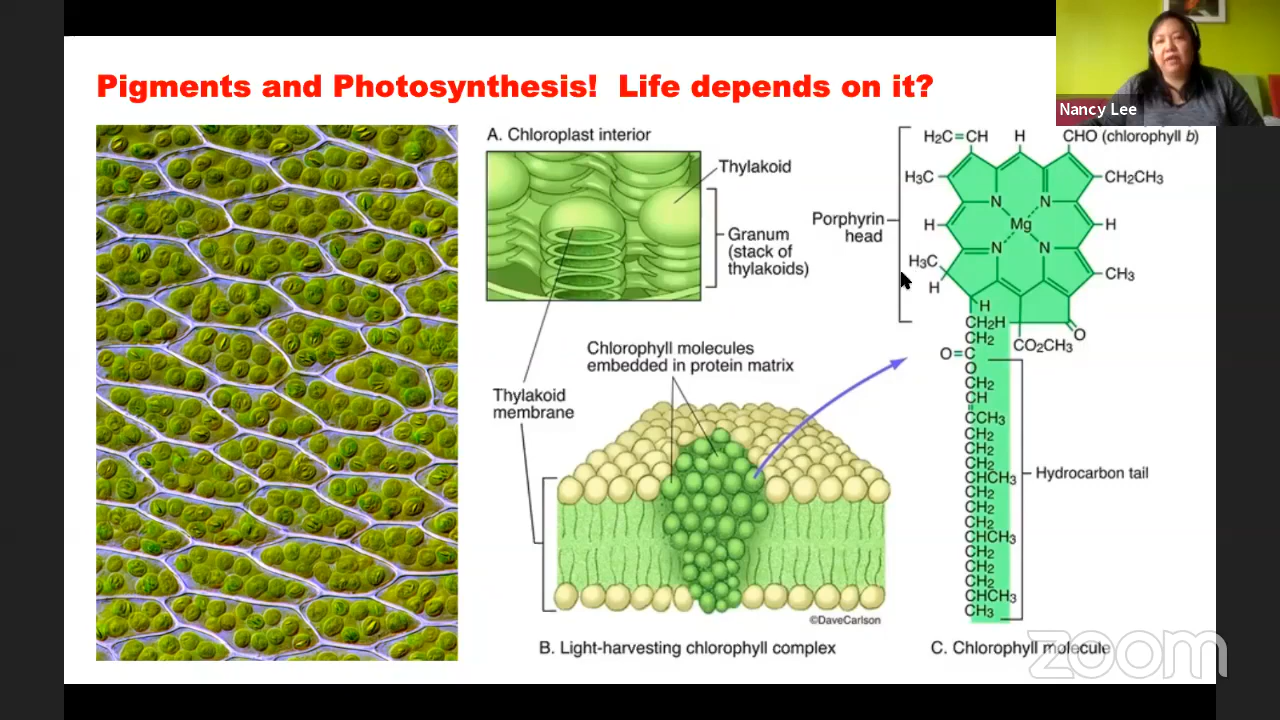 Pigments and Photosynthesis!  Life depends on it?
Nancy Lee
A. Chloroplast interior
Thylakoid
Granum
(stack of
thylakoids)
Thylakoid
membrane
Chlorophyll molecules
embedded in protein matrix
©DaveCarlson
B. Light-harvesting chlorophyll complex
Porphyrin
head
H₂C=CH
H
CHO (chlorophyll b)
H₃C
CH₂CH₃
N
N
Mg
H
H
N
N
H₃C
H
CH₃
H
CH₂H
CH₂
CO₂CH₃
O
O=C
O
CH₂
CH
CCH₃
CH₂
CH₂
CH₂
CHCH₃
CH₂
CH₂
CH₂
CHCH₃
CH₂
CH₂
CH₂
CHCH₃
CH₃
Hydrocarbon tail
C. Chlorophyll molecule
zoom